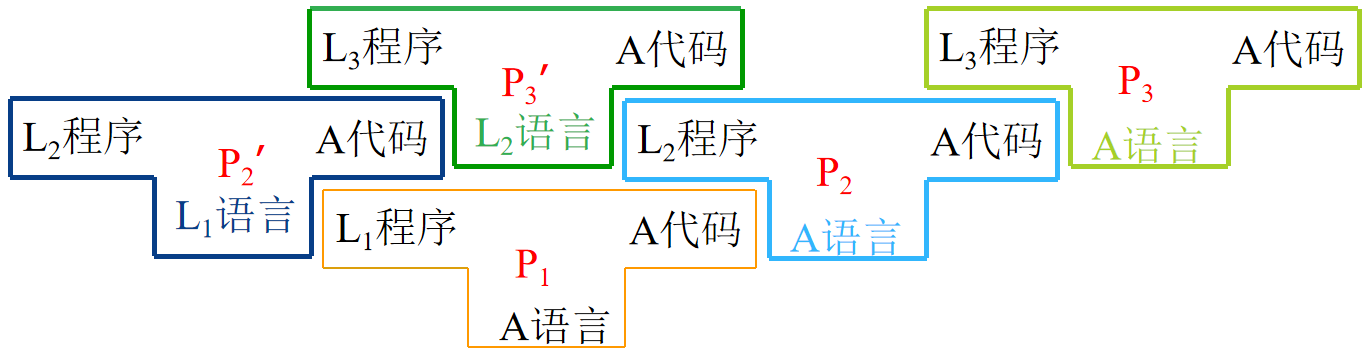 L₃程序 A代码
P₃′
L₂语言
L₃程序 A代码
P₃
A语言
L₂程序 A代码
P₂′
L₁语言
L₂程序 A代码
P₂
A语言
L₁程序 A代码
P₁
A语言